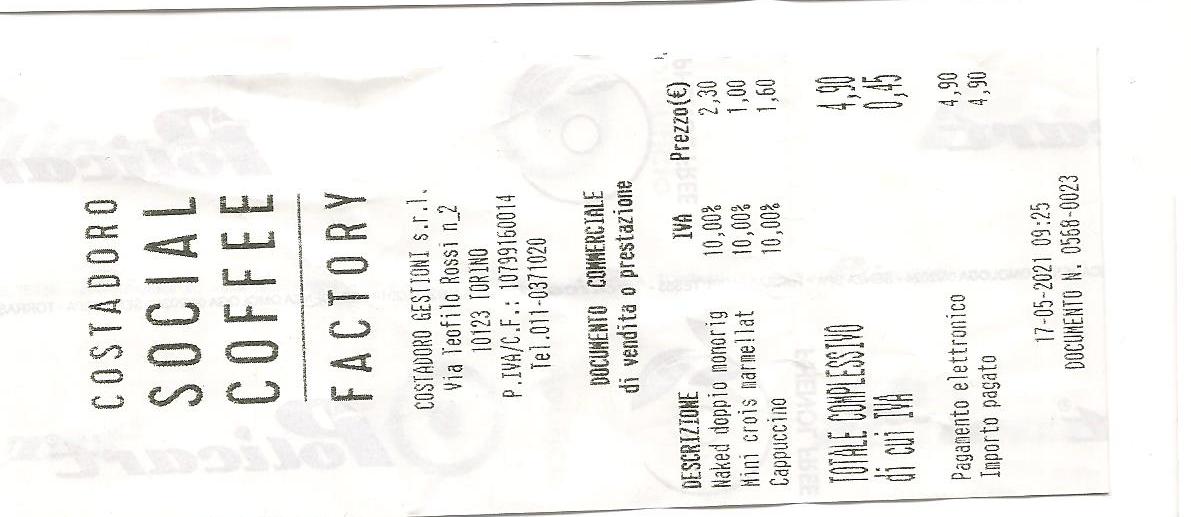 COSTADORO
SOCIAL
COFFEE
FACTORY
COSTADORO GESTIONI s.r.l.
Via Teofilo Rossi n_2
10123 TORINO
P.IVA/C.F.: 10799160014
Tel.011-0371020
DOCUMENTO COMMERCIALE
di vendita o prestazione
DESCRIZIONE IVA Prezzo(€)
Naked doppio monorig 10,00% 2,30
Mini crois marmellat 10,00% 1,00
Cappuccino 10,00% 1,60
TOTALE COMPLESSIVO 4,90
di cui IVA 0,45
Pagamento elettronico 4,90
Importo pagato 4,90
17-05-2021 09:25
DOCUMENTO N. 0568-0023